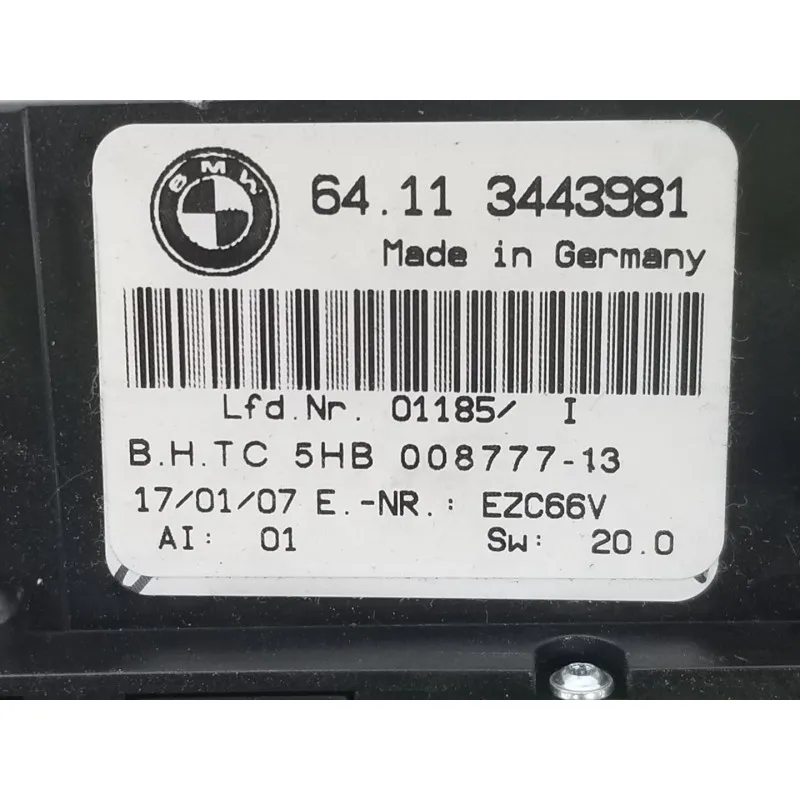 BMW
64.11 3443981
Made in Germany
Lfd.Nr. 01185/ I
B.H.TC 5HB 008777-13
17/01/07 E.-NR.: EZC66V
AI: 01 Sw: 20.0